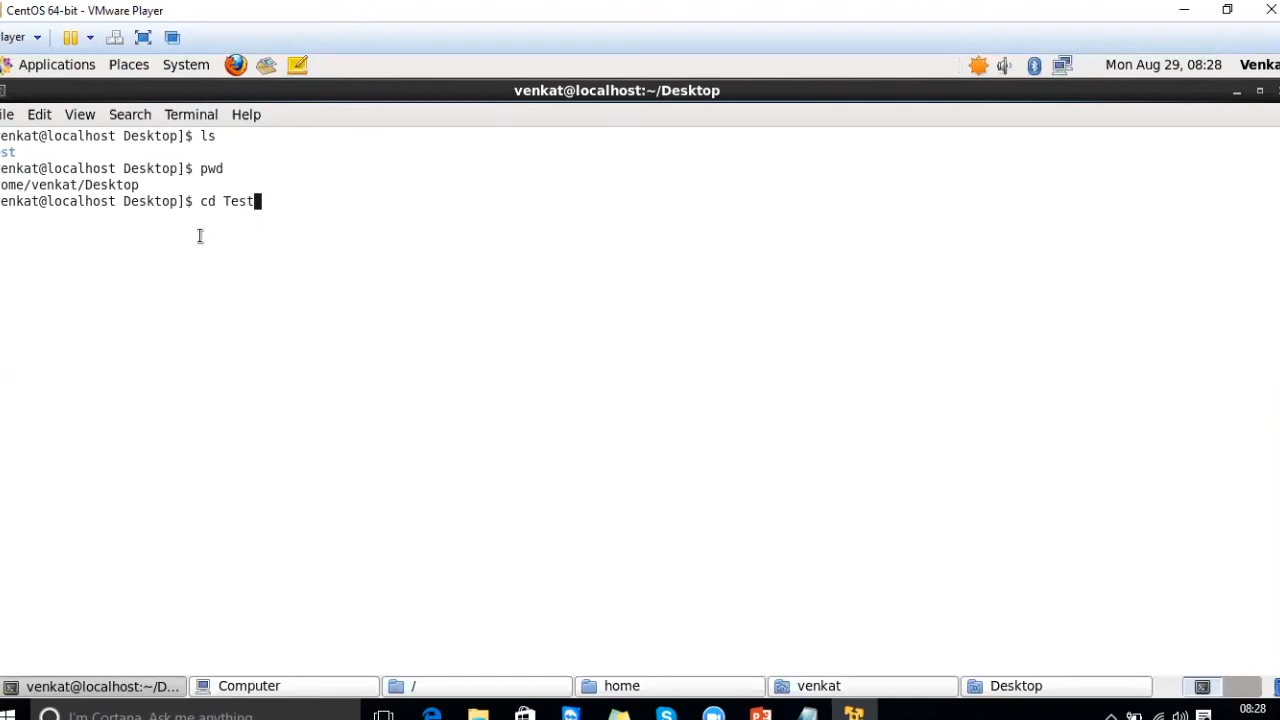 CentOS 64-bit - VMware Player
layer
Applications Places System Mon Aug 29, 08:28 Venka
venkat@localhost:~/Desktop
ile Edit View Search Terminal Help
enkat@localhost Desktop]$ ls
st
enkat@localhost Desktop]$ pwd
ome/venkat/Desktop
enkat@localhost Desktop]$ cd Test
venkat@localhost:~/D... Computer / home venkat Desktop
I'm Cortana. Ask me anything. 08:28